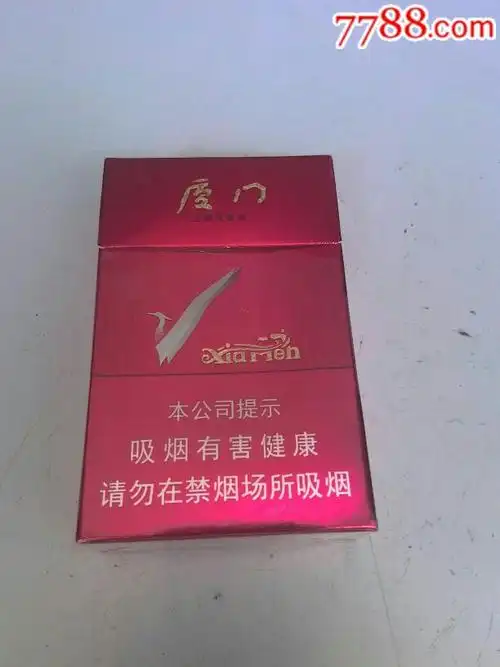 7788.com
厦门
XiaMen
本公司提示
吸烟有害健康
请勿在禁烟场所吸烟